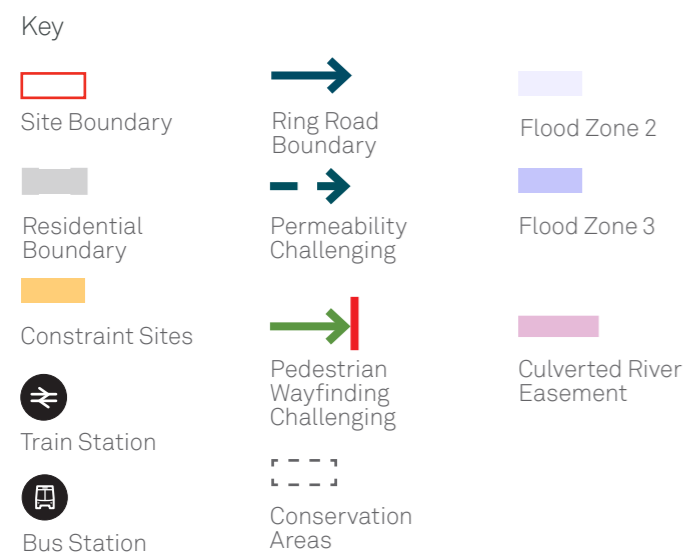 Key
Site Boundary
Residential
Boundary
Constraint Sites
Train Station
Bus Station
Ring Road
Boundary
Permeability
Challenging
Pedestrian
Wayfinding
Challenging
Conservation
Areas
Flood Zone 2
Flood Zone 3
Culverted River
Easement